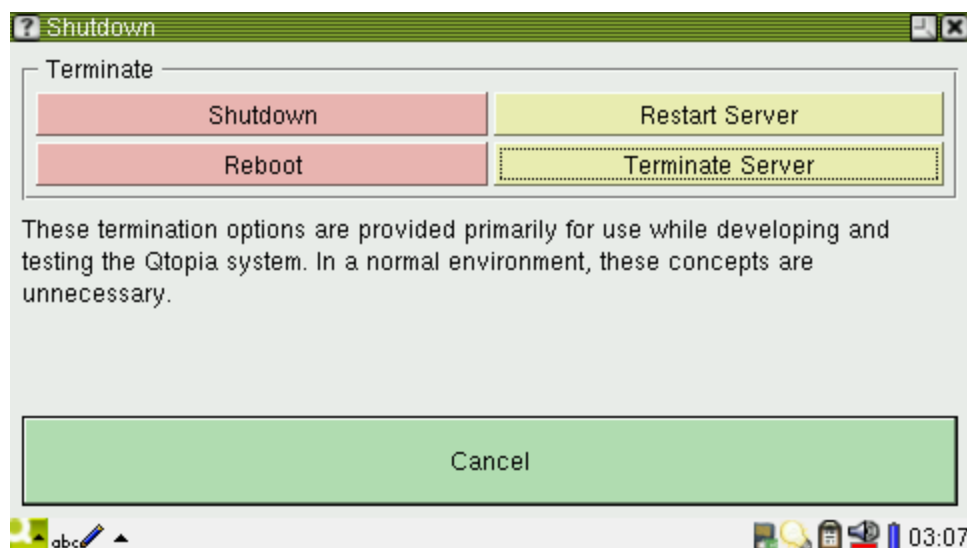 Shutdown
Terminate
Shutdown
Restart Server
Reboot
Terminate Server
These termination options are provided primarily for use while developing and
testing the Qtopia system. In a normal environment, these concepts are
unnecessary.
Cancel
abc
03:07